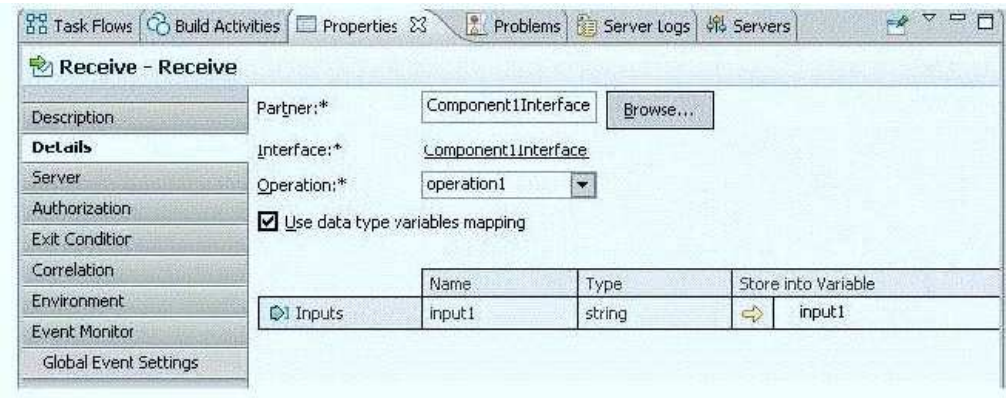 Task Flows Build Activities Properties Problems Server Logs Servers
Receive - Receive
Description
Details
Server
Authorization
Exit Condition
Correlation
Environment
Event Monitor
Global Event Settings
Partner:* Component1Interface Browse...
Interface:* Component1Interface
Operation:* operation1
Use data type variables mapping
Name Type Store into Variable
Inputs input1 string input1